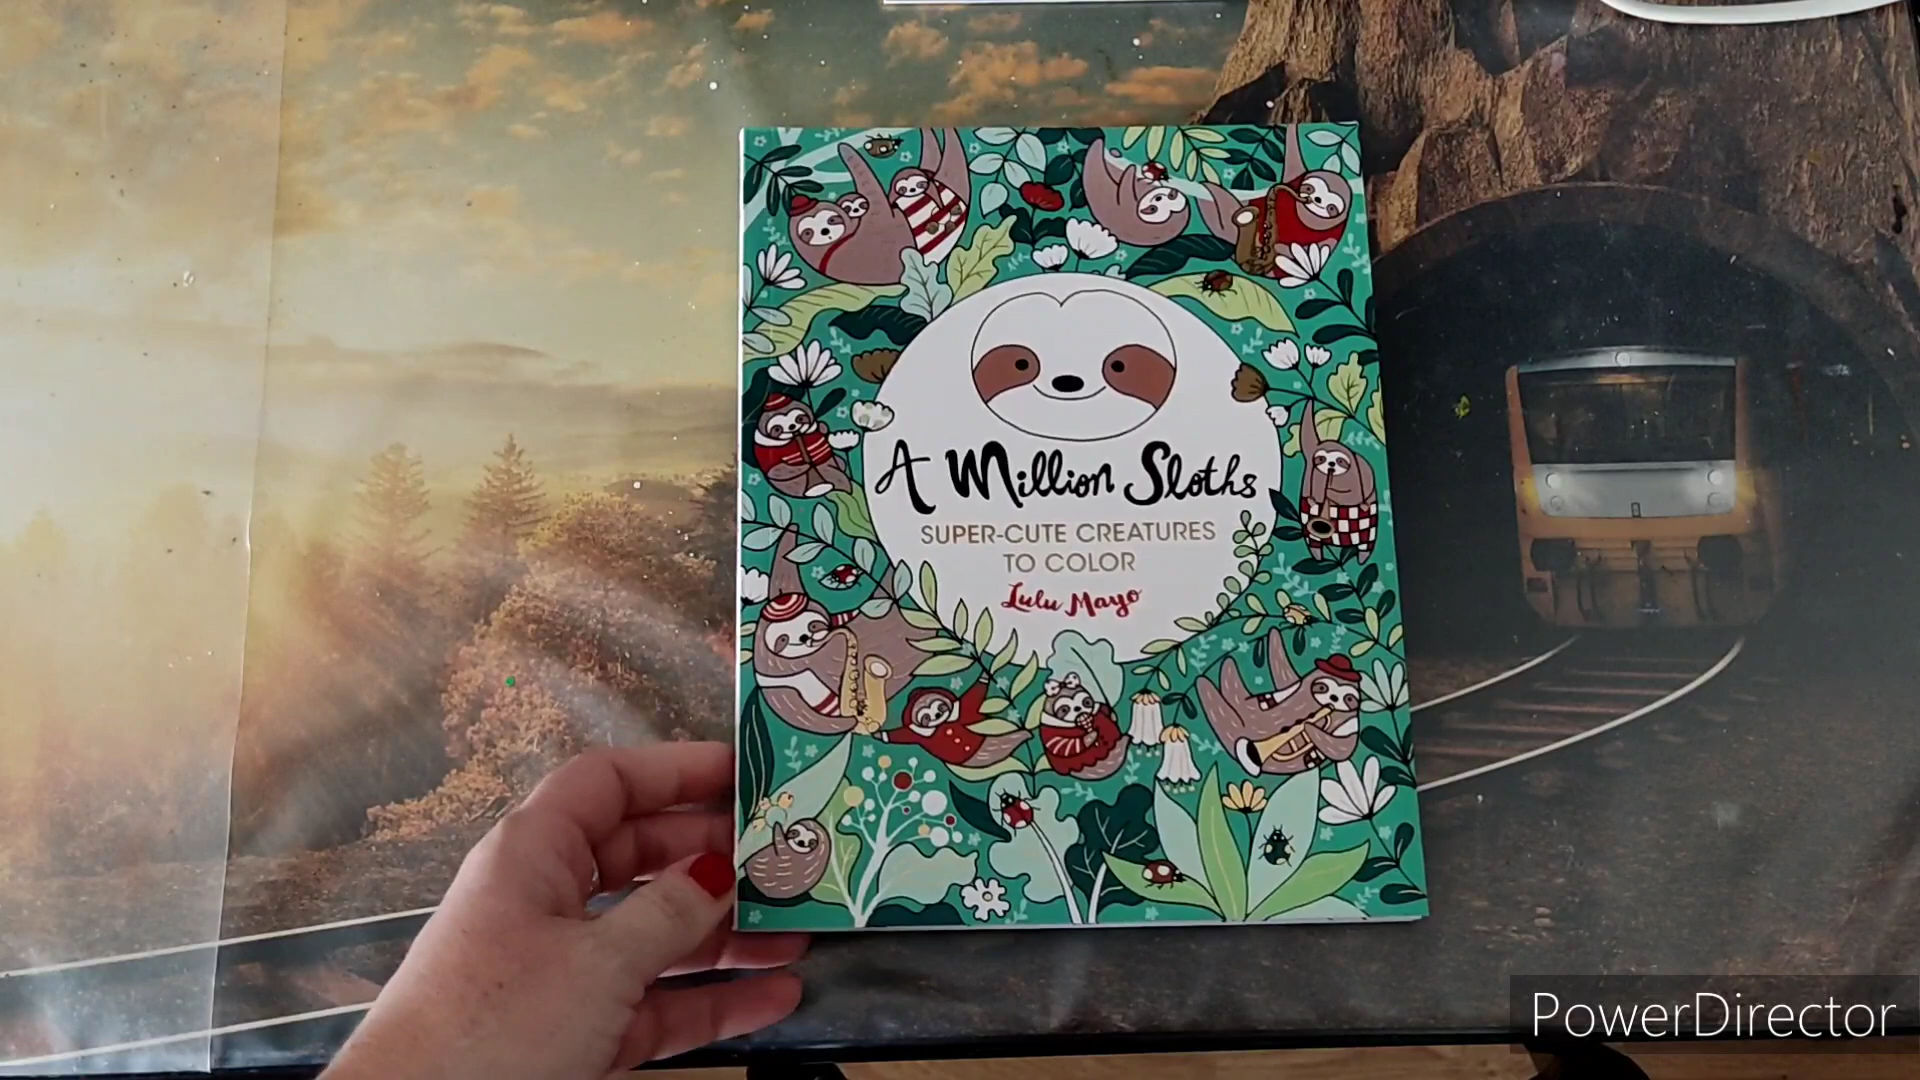 A Million Sloths
SUPER-CUTE CREATURES
TO COLOR
Lulu Mayo
PowerDirector